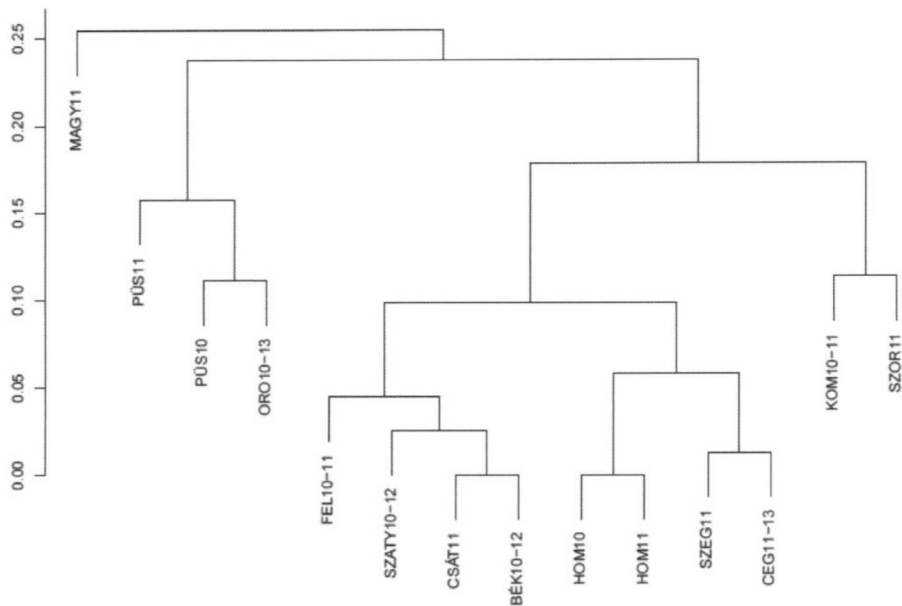 0.25
0.20
0.15
0.10
0.05
0.00
MAGY11
PÜS11
PÜS10
ORO10-13
FEL10-11
SZATY10-12
CSÁT11
BÉK10-12
HOM10
HOM11
SZEG11
CEG11-13
KOM10-11
SZOR11